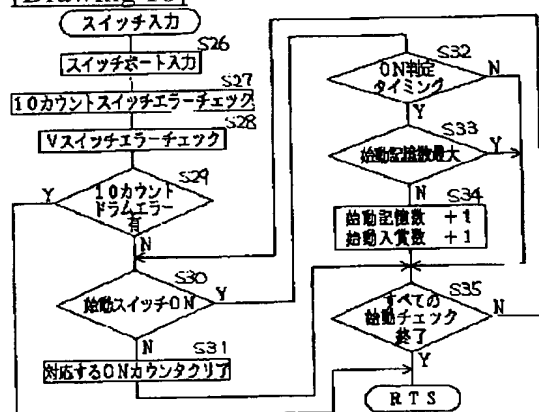 [Drawing 10]
スイッチ入力
S26
スイッチポート入力
S27
10カウントスイッチエラーチェック
S28
Vスイッチエラーチェック
S29
Y
10カウント
ドラムエラー
有
N
S30
始動スイッチON
Y
N
S31
対応するONカウンタクリア
S32
ON判定
タイミング
N
Y
S33
始動記憶数最大
Y
N
S34
始動記憶数 +1
始動入賞数 +1
S35
すべての
始動チェック
終了
N
Y
RTS